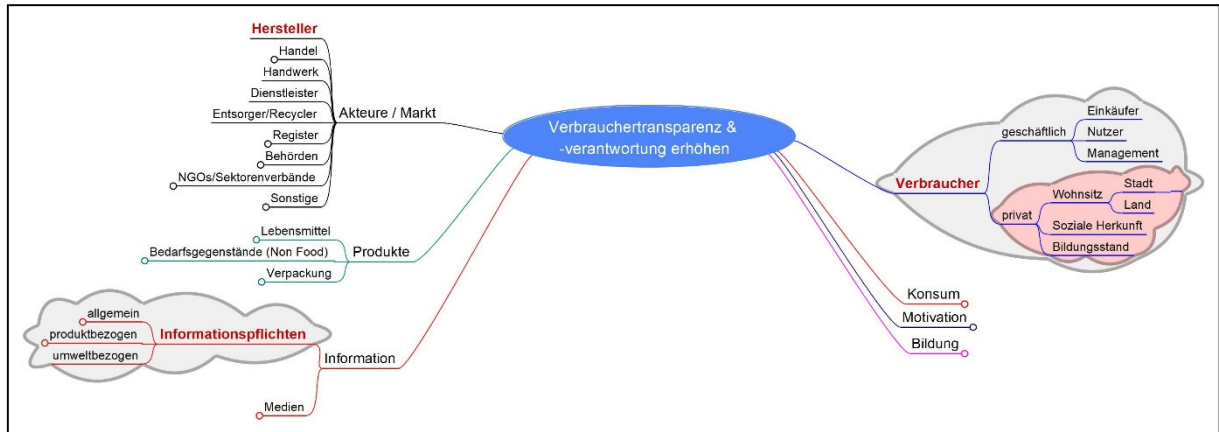 Hersteller
Handel
Handwerk
Dienstleister
Entsorger/Recycler
Register
Behörden
NGOs/Sektorenverbände
Sonstige
Akteure / Markt
Lebensmittel
Bedarfsgegenstände (Non Food)
Verpackung
Produkte
allgemein
produktbezogen
umweltbezogen
Informationspflichten
Medien
Information
Verbrauchertransparenz &
-verantwortung erhöhen
Verbraucher
geschäftlich
Einkäufer
Nutzer
Management
privat
Wohnsitz
Stadt
Land
Soziale Herkunft
Bildungsstand
Konsum
Motivation
Bildung